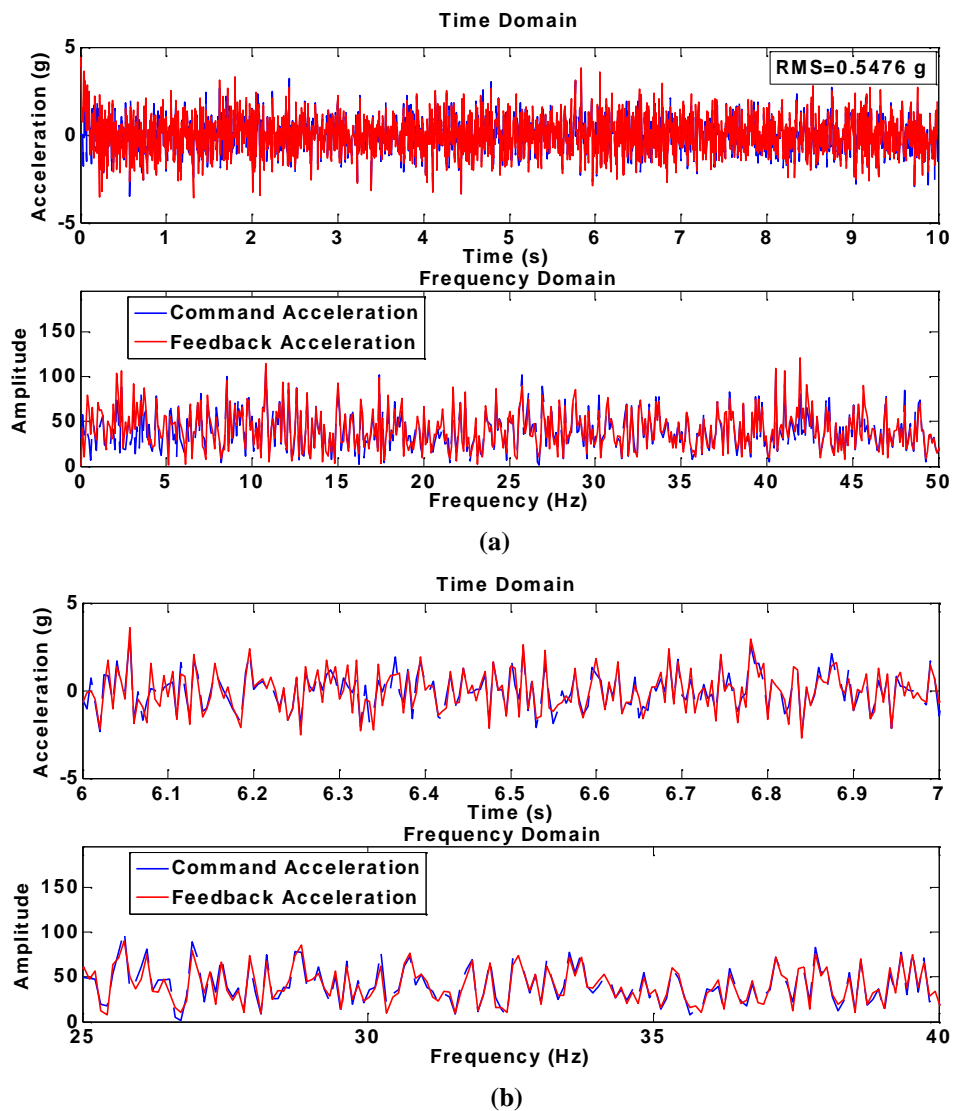 Time Domain
5
0
-5
Acceleration (g)
RMS=0.5476 g
0 1 2 3 4 5 6 7 8 9 10
Time (s)
Frequency Domain
150
100
50
0
Amplitude
Command Acceleration
Feedback Acceleration
0 5 10 15 20 25 30 35 40 45 50
Frequency (Hz)
(a)
Time Domain
5
0
-5
Acceleration (g)
6 6.1 6.2 6.3 6.4 6.5 6.6 6.7 6.8 6.9 7
Time (s)
Frequency Domain
150
100
50
0
Amplitude
Command Acceleration
Feedback Acceleration
25 30 35 40
Frequency (Hz)
(b)